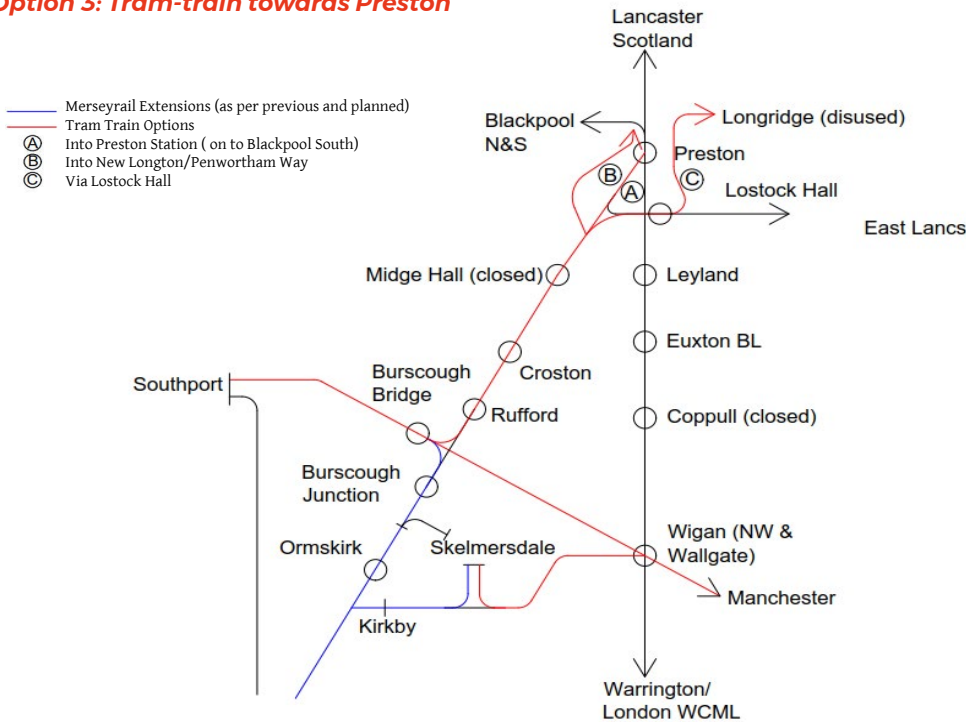 Option 3: Tram-train towards Preston
Merseyrail Extensions (as per previous and planned)
Tram Train Options
A Into Preston Station ( on to Blackpool South)
B Into New Longton/Penwortham Way
C Via Lostock Hall
Lancaster
Scotland
Blackpool
N&S
Longridge (disused)
Preston
B
A
C
Lostock Hall
East Lancs
Midge Hall (closed)
Leyland
Euxton BL
Croston
Burscough
Bridge
Southport
Rufford
Coppull (closed)
Burscough
Junction
Ormskirk
Skelmersdale
Wigan (NW &
Wallgate)
Manchester
Kirkby
Warrington/
London WCML